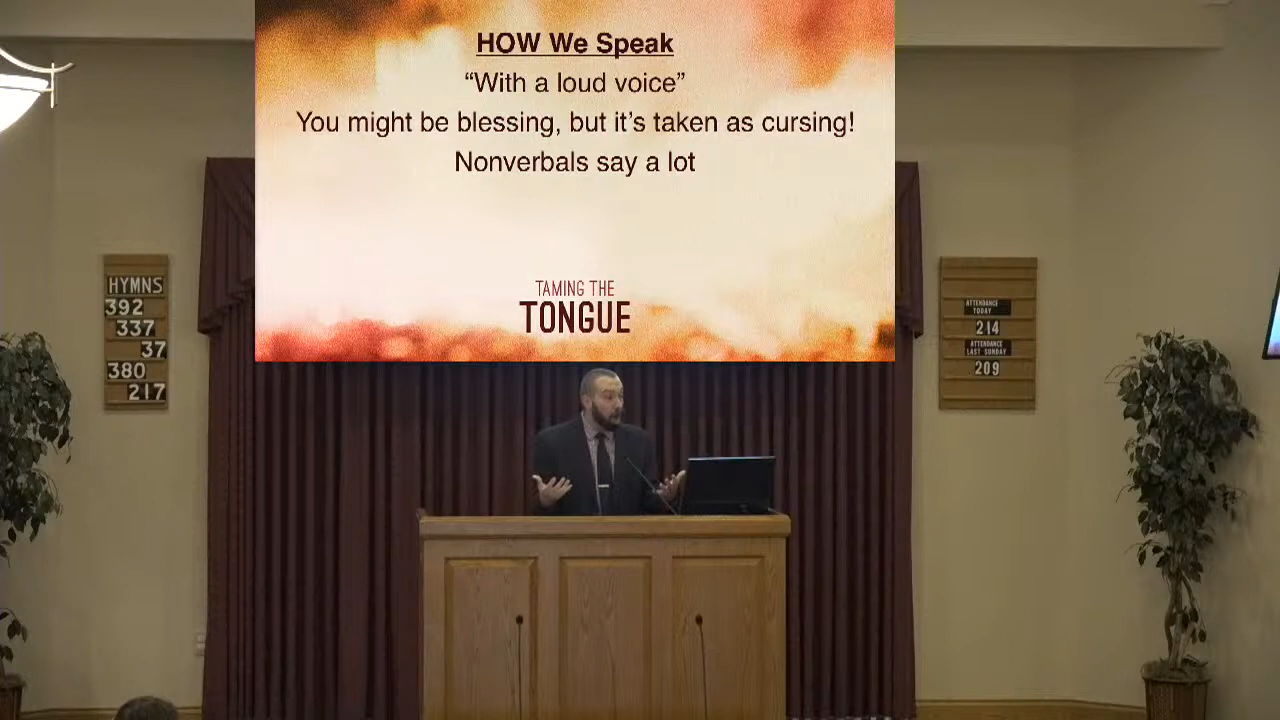 HOW We Speak
“With a loud voice”
You might be blessing, but it’s taken as cursing!
Nonverbals say a lot
TAMING THE
TONGUE
HYMNS
392
337
37
380
217
ATTENDANCE
TODAY
214
ATTENDANCE
LAST SUNDAY
209